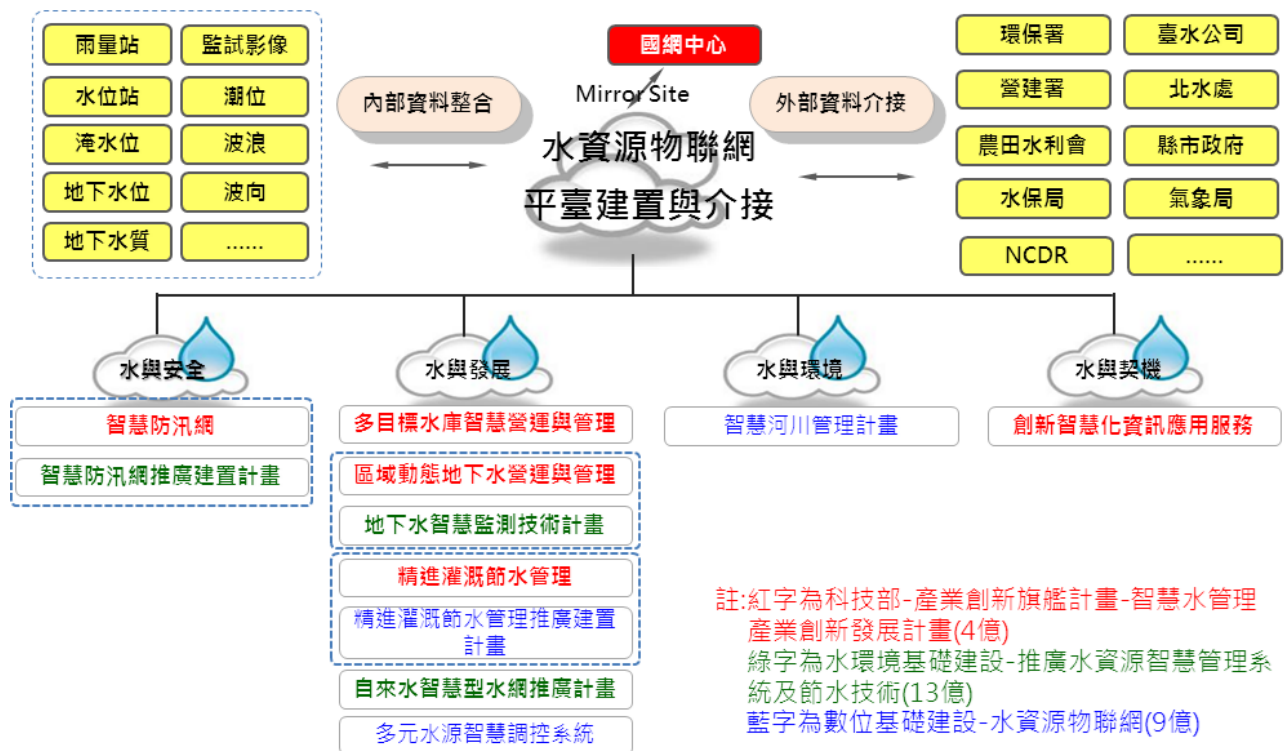 雨量站
監試影像
水位站
潮位
淹水位
波浪
地下水位
波向
地下水質
......
內部資料整合
國網中心
Mirror Site
水資源物聯網
平臺建置與介接
外部資料介接
環保署
臺水公司
營建署
北水處
農田水利會
縣市政府
水保局
氣象局
NCDR
......
水與安全
智慧防汛網
智慧防汛網推廣建置計畫
水與發展
多目標水庫智慧營運與管理
區域動態地下水營運與管理
地下水智慧監測技術計畫
精進灌溉節水管理
精進灌溉節水管理推廣建置
計畫
自來水智慧型水網推廣計畫
多元水源智慧調控系統
水與環境
智慧河川管理計畫
水與契機
創新智慧化資訊應用服務
註:紅字為科技部-產業創新旗艦計畫-智慧水管理
產業創新發展計畫(4億)
綠字為水環境基礎建設-推廣水資源智慧管理系
統及節水技術(13億)
藍字為數位基礎建設-水資源物聯網(9億)